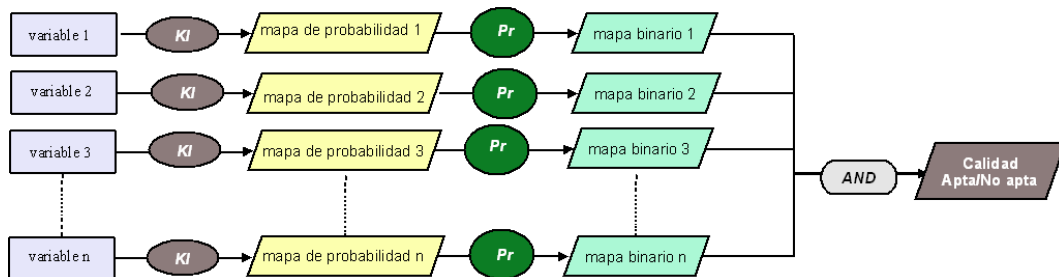 variable 1
KI
mapa de probabilidad 1
Pr
mapa binario 1
variable 2
KI
mapa de probabilidad 2
Pr
mapa binario 2
variable 3
KI
mapa de probabilidad 3
Pr
mapa binario 3
AND
Calidad
Apta/No apta
variable n
KI
mapa de probabilidad n
Pr
mapa binario n